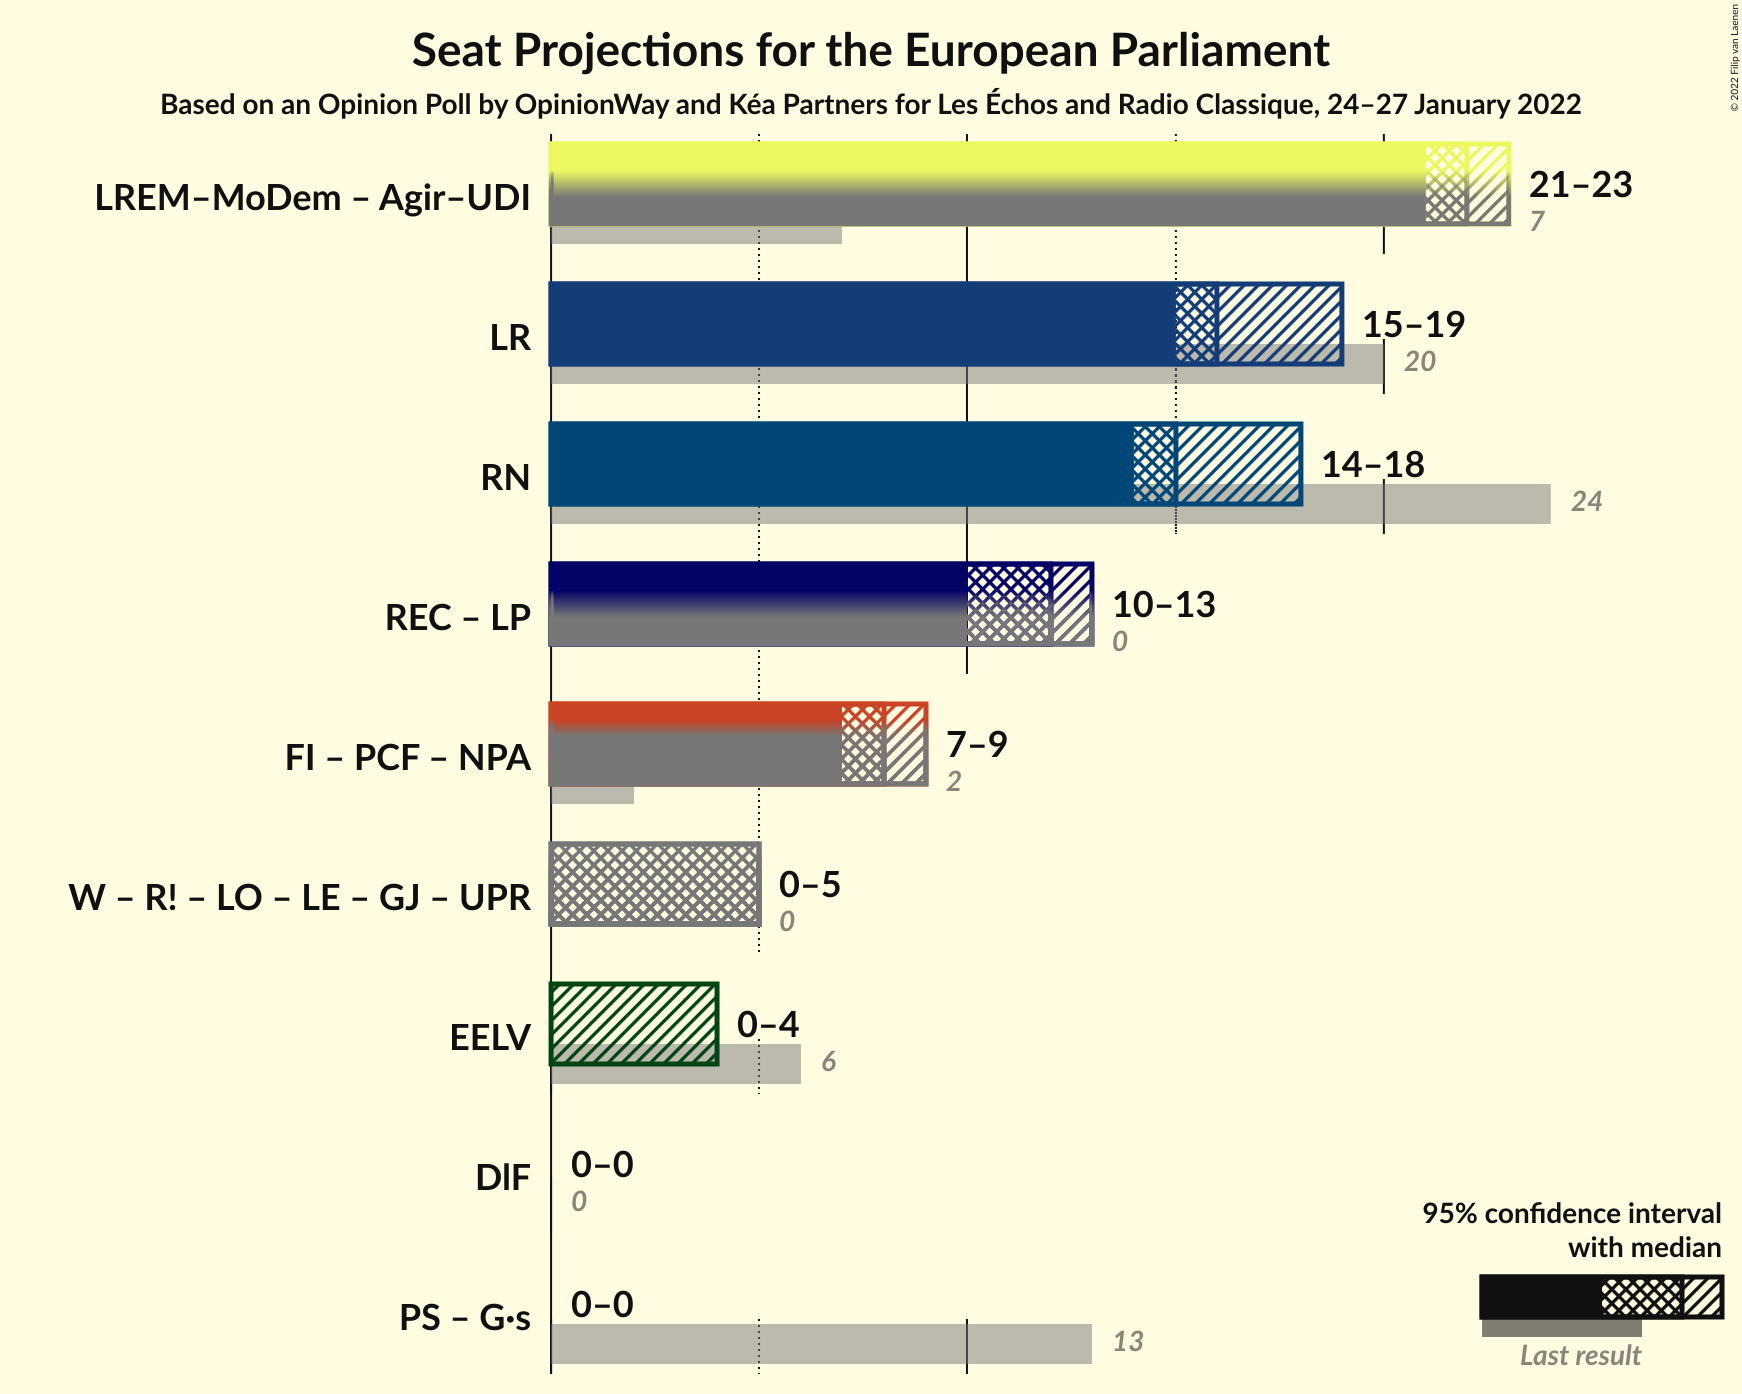 Seat Projections for the European Parliament
Based on an Opinion Poll by OpinionWay and Kéa Partners for Les Échos and Radio Classique, 24–27 January 2022
© 2022 Filip van Laenen
LREM–MoDem – Agir–UDI
21–23
7
LR
15–19
20
RN
14–18
24
REC – LP
10–13
0
FI – PCF – NPA
7–9
2
W – R! – LO – LE – GJ – UPR
0–5
0
EELV
0–4
6
DlF
0–0
0
PS – G·s
0–0
13
95% confidence interval
with median
Last result